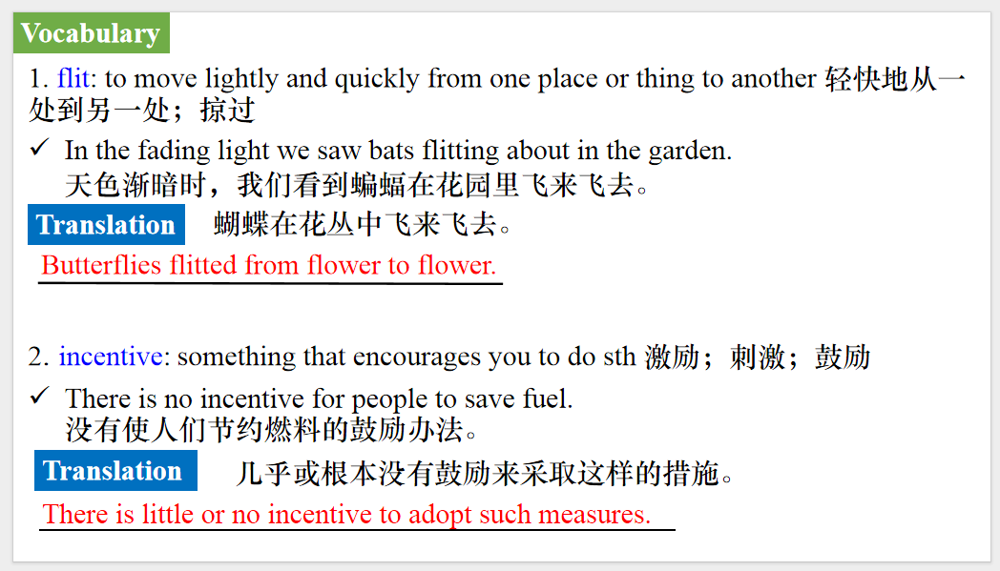 Vocabulary
1. flit: to move lightly and quickly from one place or thing to another 轻快地从一
处到另一处；掠过
✓ In the fading light we saw bats flitting about in the garden.
天色渐暗时，我们看到蝙蝠在花园里飞来飞去。
Translation 蝴蝶在花丛中飞来飞去。
Butterflies flitted from flower to flower.
2. incentive: something that encourages you to do sth 激励；刺激；鼓励
✓ There is no incentive for people to save fuel.
没有使人们节约燃料的鼓励办法。
Translation 几乎或根本没有鼓励来采取这样的措施。
There is little or no incentive to adopt such measures.